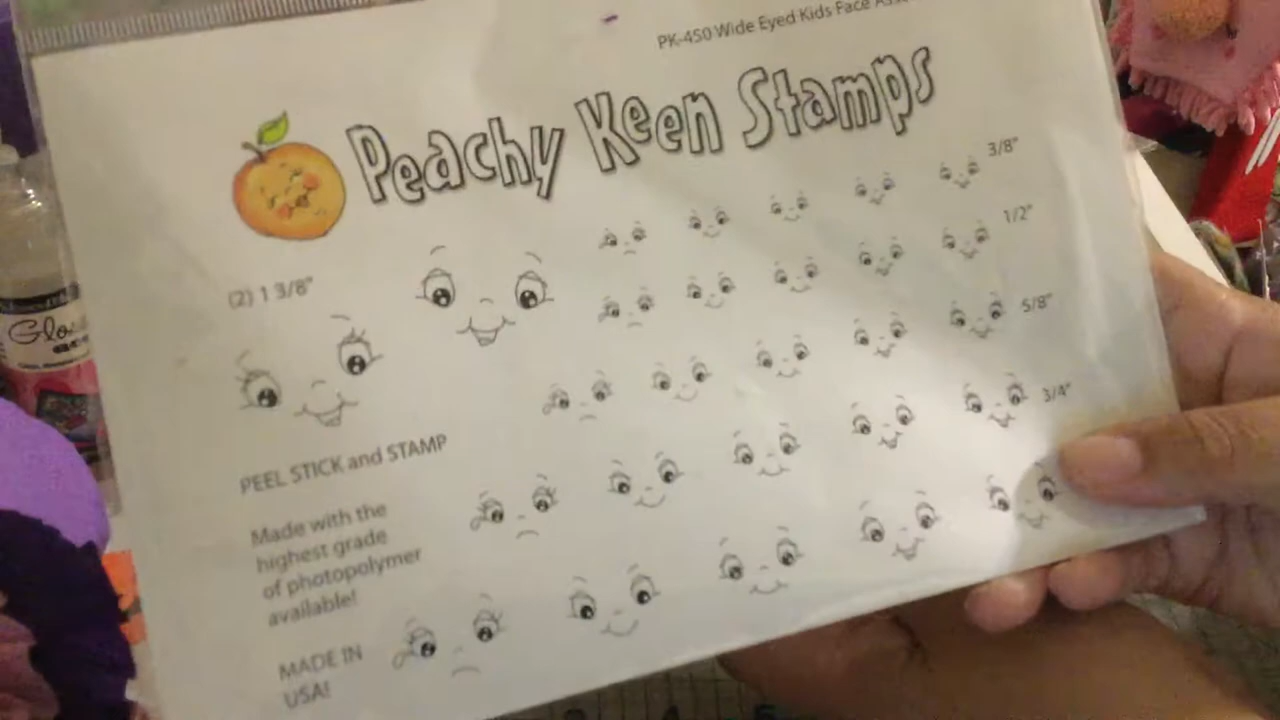 PK-450 Wide Eyed Kids Face
Peachy Keen Stamps
3/8"
1/2"
5/8"
3/4"
(2) 1 3/8"
PEEL STICK and STAMP
Made with the
highest grade
of photopolymer
available!
MADE IN
USA!